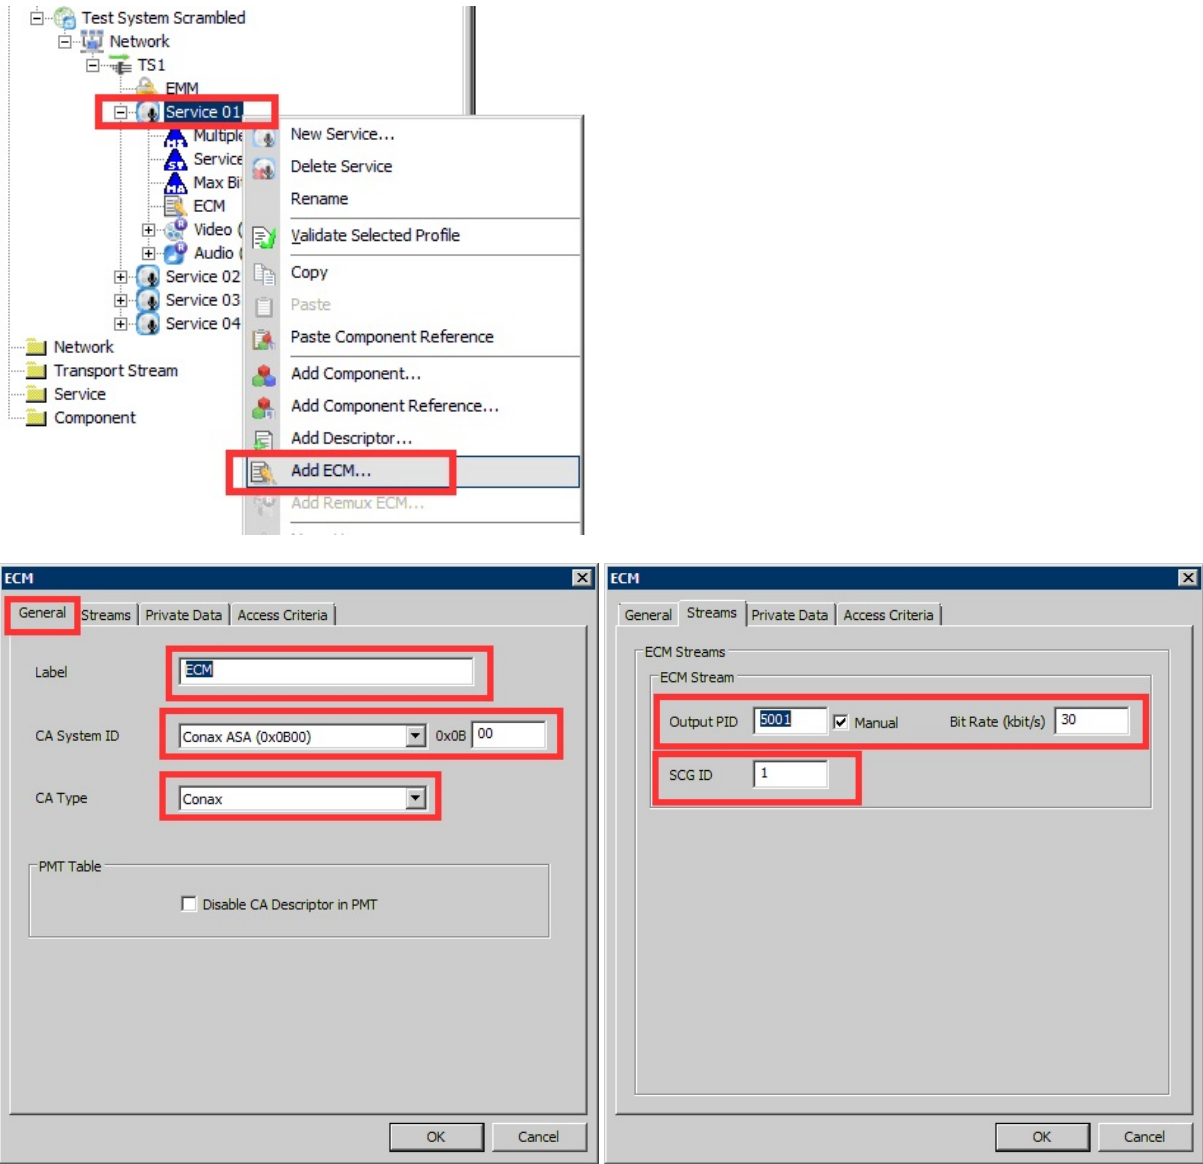 Test System Scrambled
Network
TS1
EMM
Service 01
Multiple
Service
Max Bi
ECM
Video (
Audio (
Service 02
Service 03
Service 04
Network
Transport Stream
Service
Component
New Service...
Delete Service
Rename
Validate Selected Profile
Copy
Paste
Paste Component Reference
Add Component...
Add Component Reference...
Add Descriptor...
Add ECM...
Add Remux ECM...
ECM
General Streams Private Data Access Criteria
Label ECM
CA System ID Conax ASA (0x0B00) 0x0B 00
CA Type Conax
PMT Table
Disable CA Descriptor in PMT
OK Cancel
ECM
General Streams Private Data Access Criteria
ECM Streams
ECM Stream
Output PID 5001 Manual Bit Rate (kbit/s) 30
SCG ID 1
OK Cancel